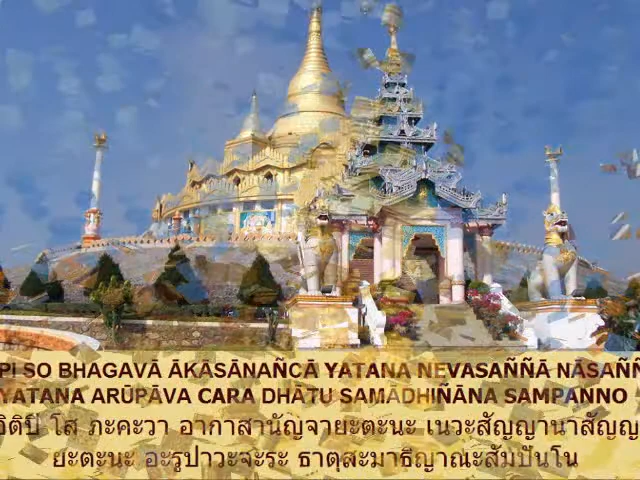 PI SO BHAGAVĀ ĀKĀSĀNAÑCĀ YATANA NEVASAÑÑĀ NĀSAÑÑ
YATANA ARŪPĀVA CARA DHĀTU SAMĀDHIÑĀNA SAMPANNO
อิติปิ โส ภะคะวา อากาสานัญจายะตะนะ เนวะสัญญานาสัญญ
ยะตะนะ อะรูปาวะจะระ ธาตุสะมาธิญาณะสัมปันโน